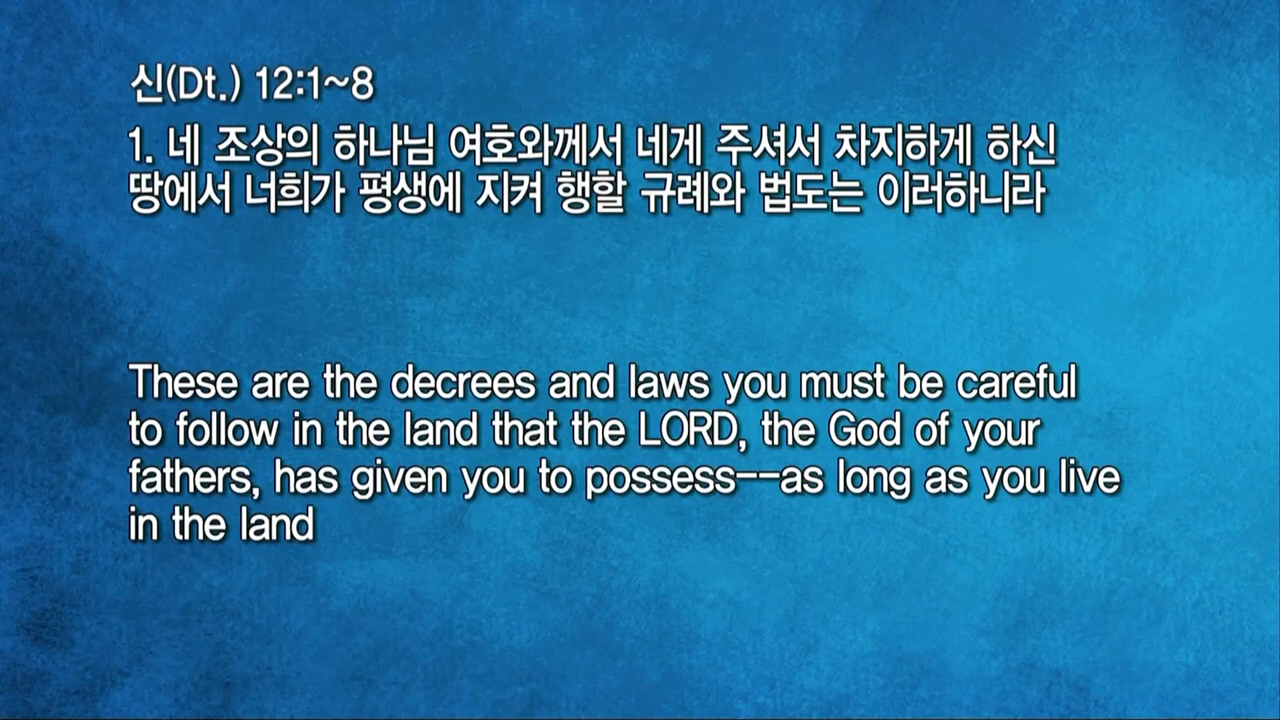 신(Dt.) 12:1~8
1. 네 조상의 하나님 여호와께서 네게 주셔서 차지하게 하신
땅에서 너희가 평생에 지켜 행할 규례와 법도는 이러하니라
These are the decrees and laws you must be careful
to follow in the land that the LORD, the God of your
fathers, has given you to possess--as long as you live
in the land